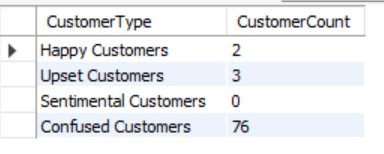 CustomerType CustomerCount
Happy Customers 2
Upset Customers 3
Sentimental Customers 0
Confused Customers 76